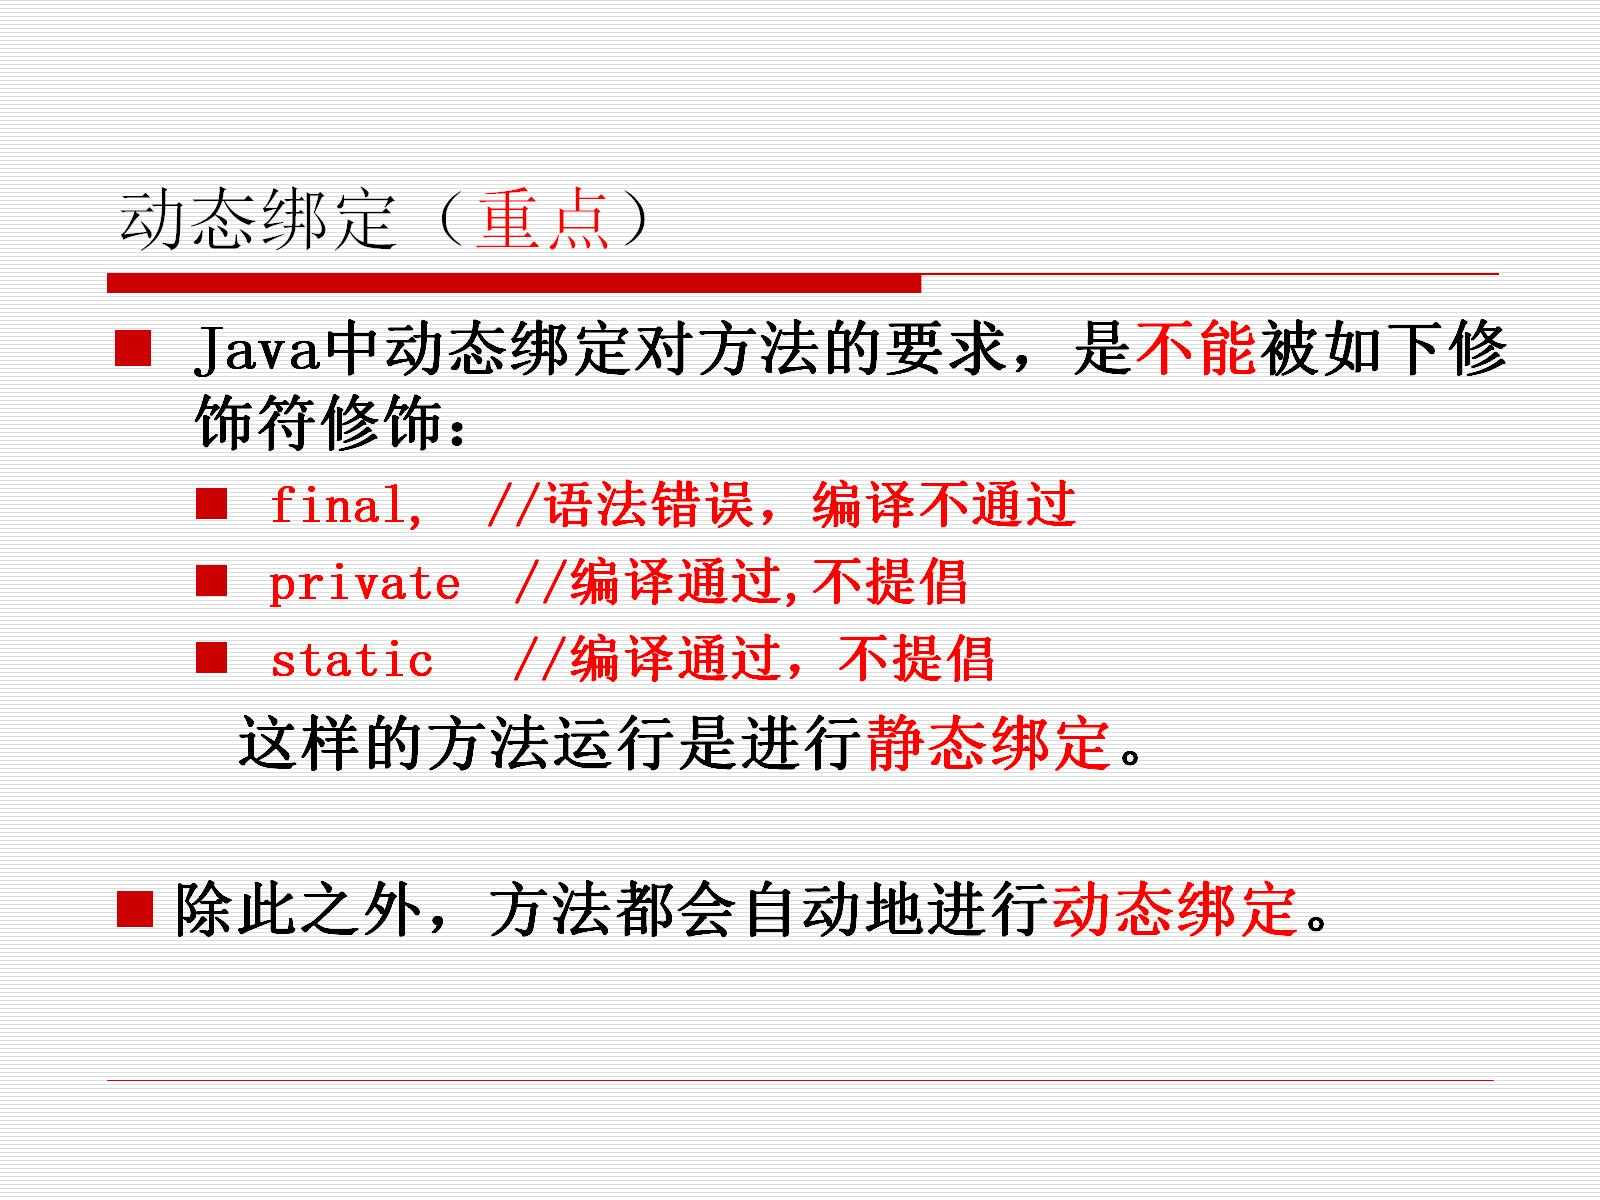 动态绑定（重点）
Java中动态绑定对方法的要求，是不能被如下修
饰符修饰：
final, //语法错误，编译不通过
private //编译通过,不提倡
static //编译通过，不提倡
这样的方法运行是进行静态绑定。
除此之外，方法都会自动地进行动态绑定。